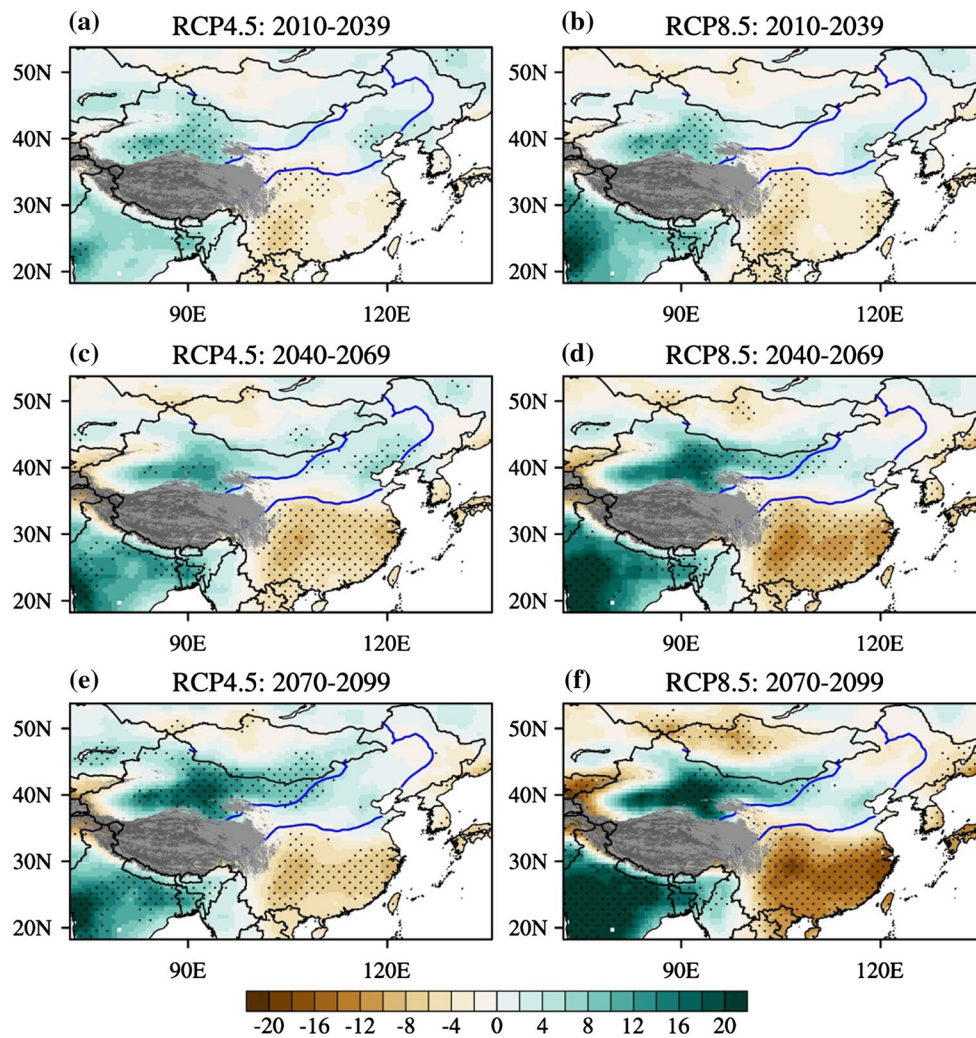 (a) RCP4.5: 2010-2039 (b) RCP8.5: 2010-2039
50N 50N
40N 40N
30N 30N
20N 20N
90E 120E 90E 120E
(c) RCP4.5: 2040-2069 (d) RCP8.5: 2040-2069
50N 50N
40N 40N
30N 30N
20N 20N
90E 120E 90E 120E
(e) RCP4.5: 2070-2099 (f) RCP8.5: 2070-2099
50N 50N
40N 40N
30N 30N
20N 20N
90E 120E 90E 120E
-20 -16 -12 -8 -4 0 4 8 12 16 20